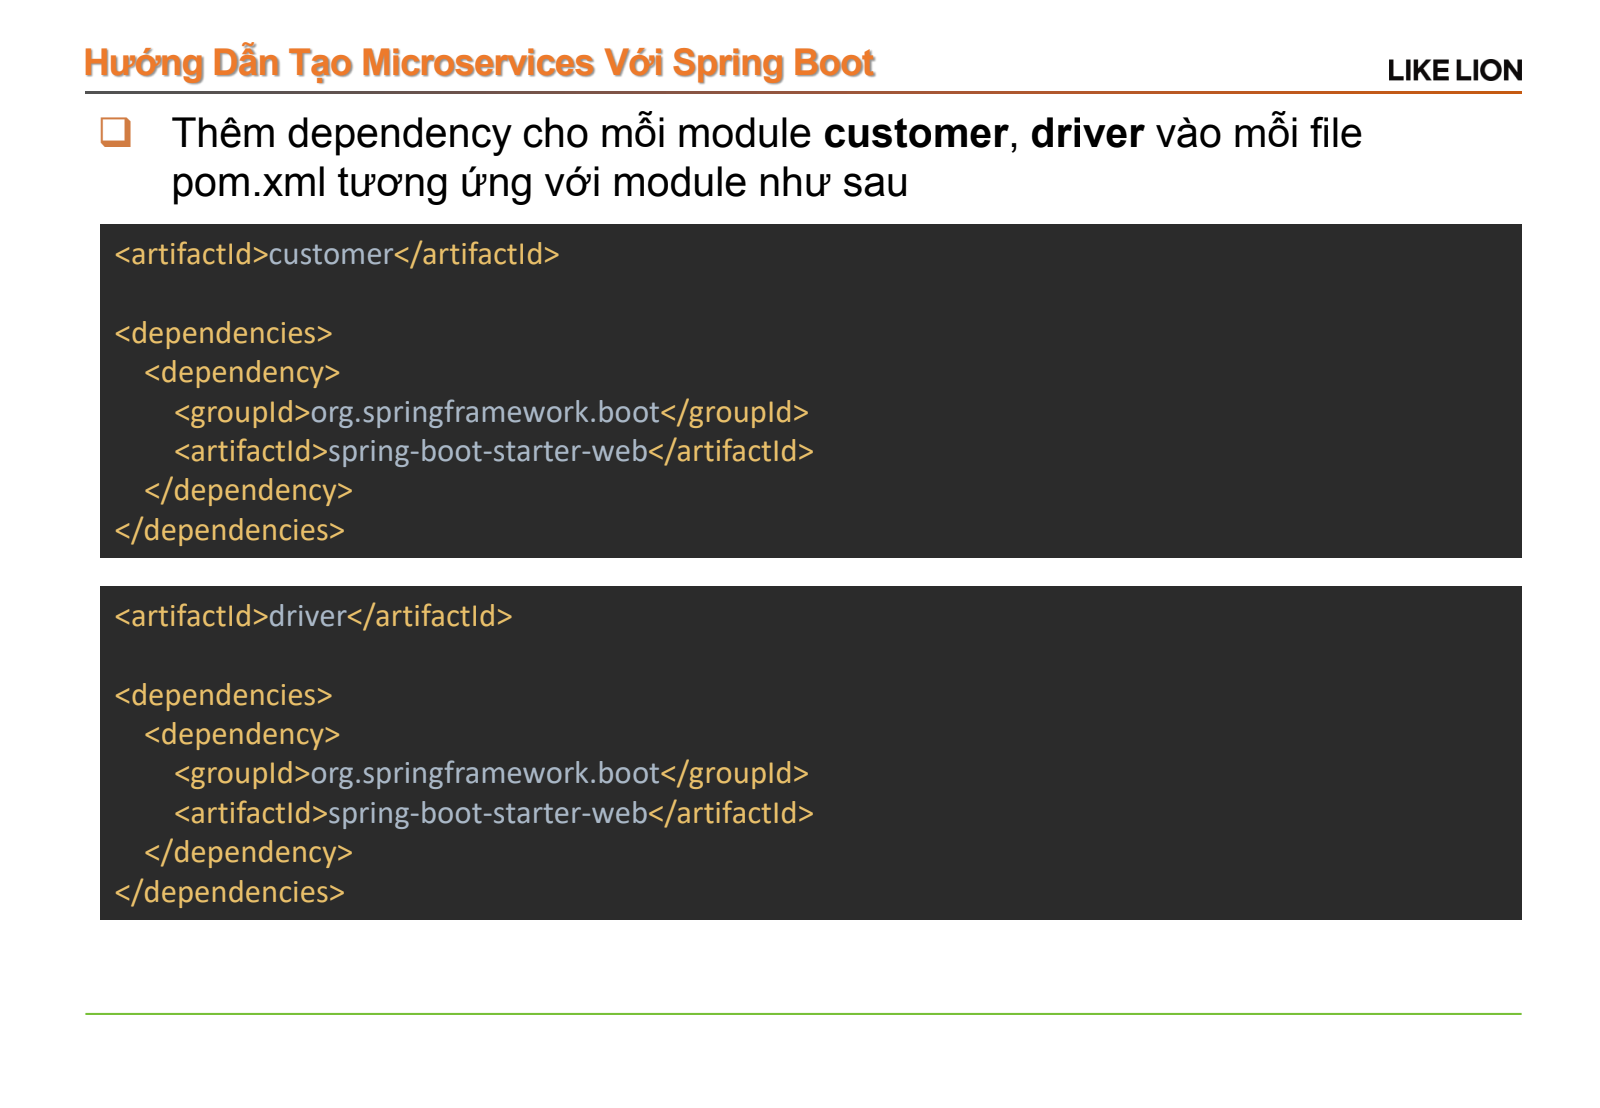 Hướng Dẫn Tạo Microservices Với Spring Boot
LIKE LION
Thêm dependency cho mỗi module customer, driver vào mỗi file
pom.xml tương ứng với module như sau
<artifactId>customer</artifactId>
<dependencies>
<dependency>
<groupId>org.springframework.boot</groupId>
<artifactId>spring-boot-starter-web</artifactId>
</dependency>
</dependencies>
<artifactId>driver</artifactId>
<dependencies>
<dependency>
<groupId>org.springframework.boot</groupId>
<artifactId>spring-boot-starter-web</artifactId>
</dependency>
</dependencies>